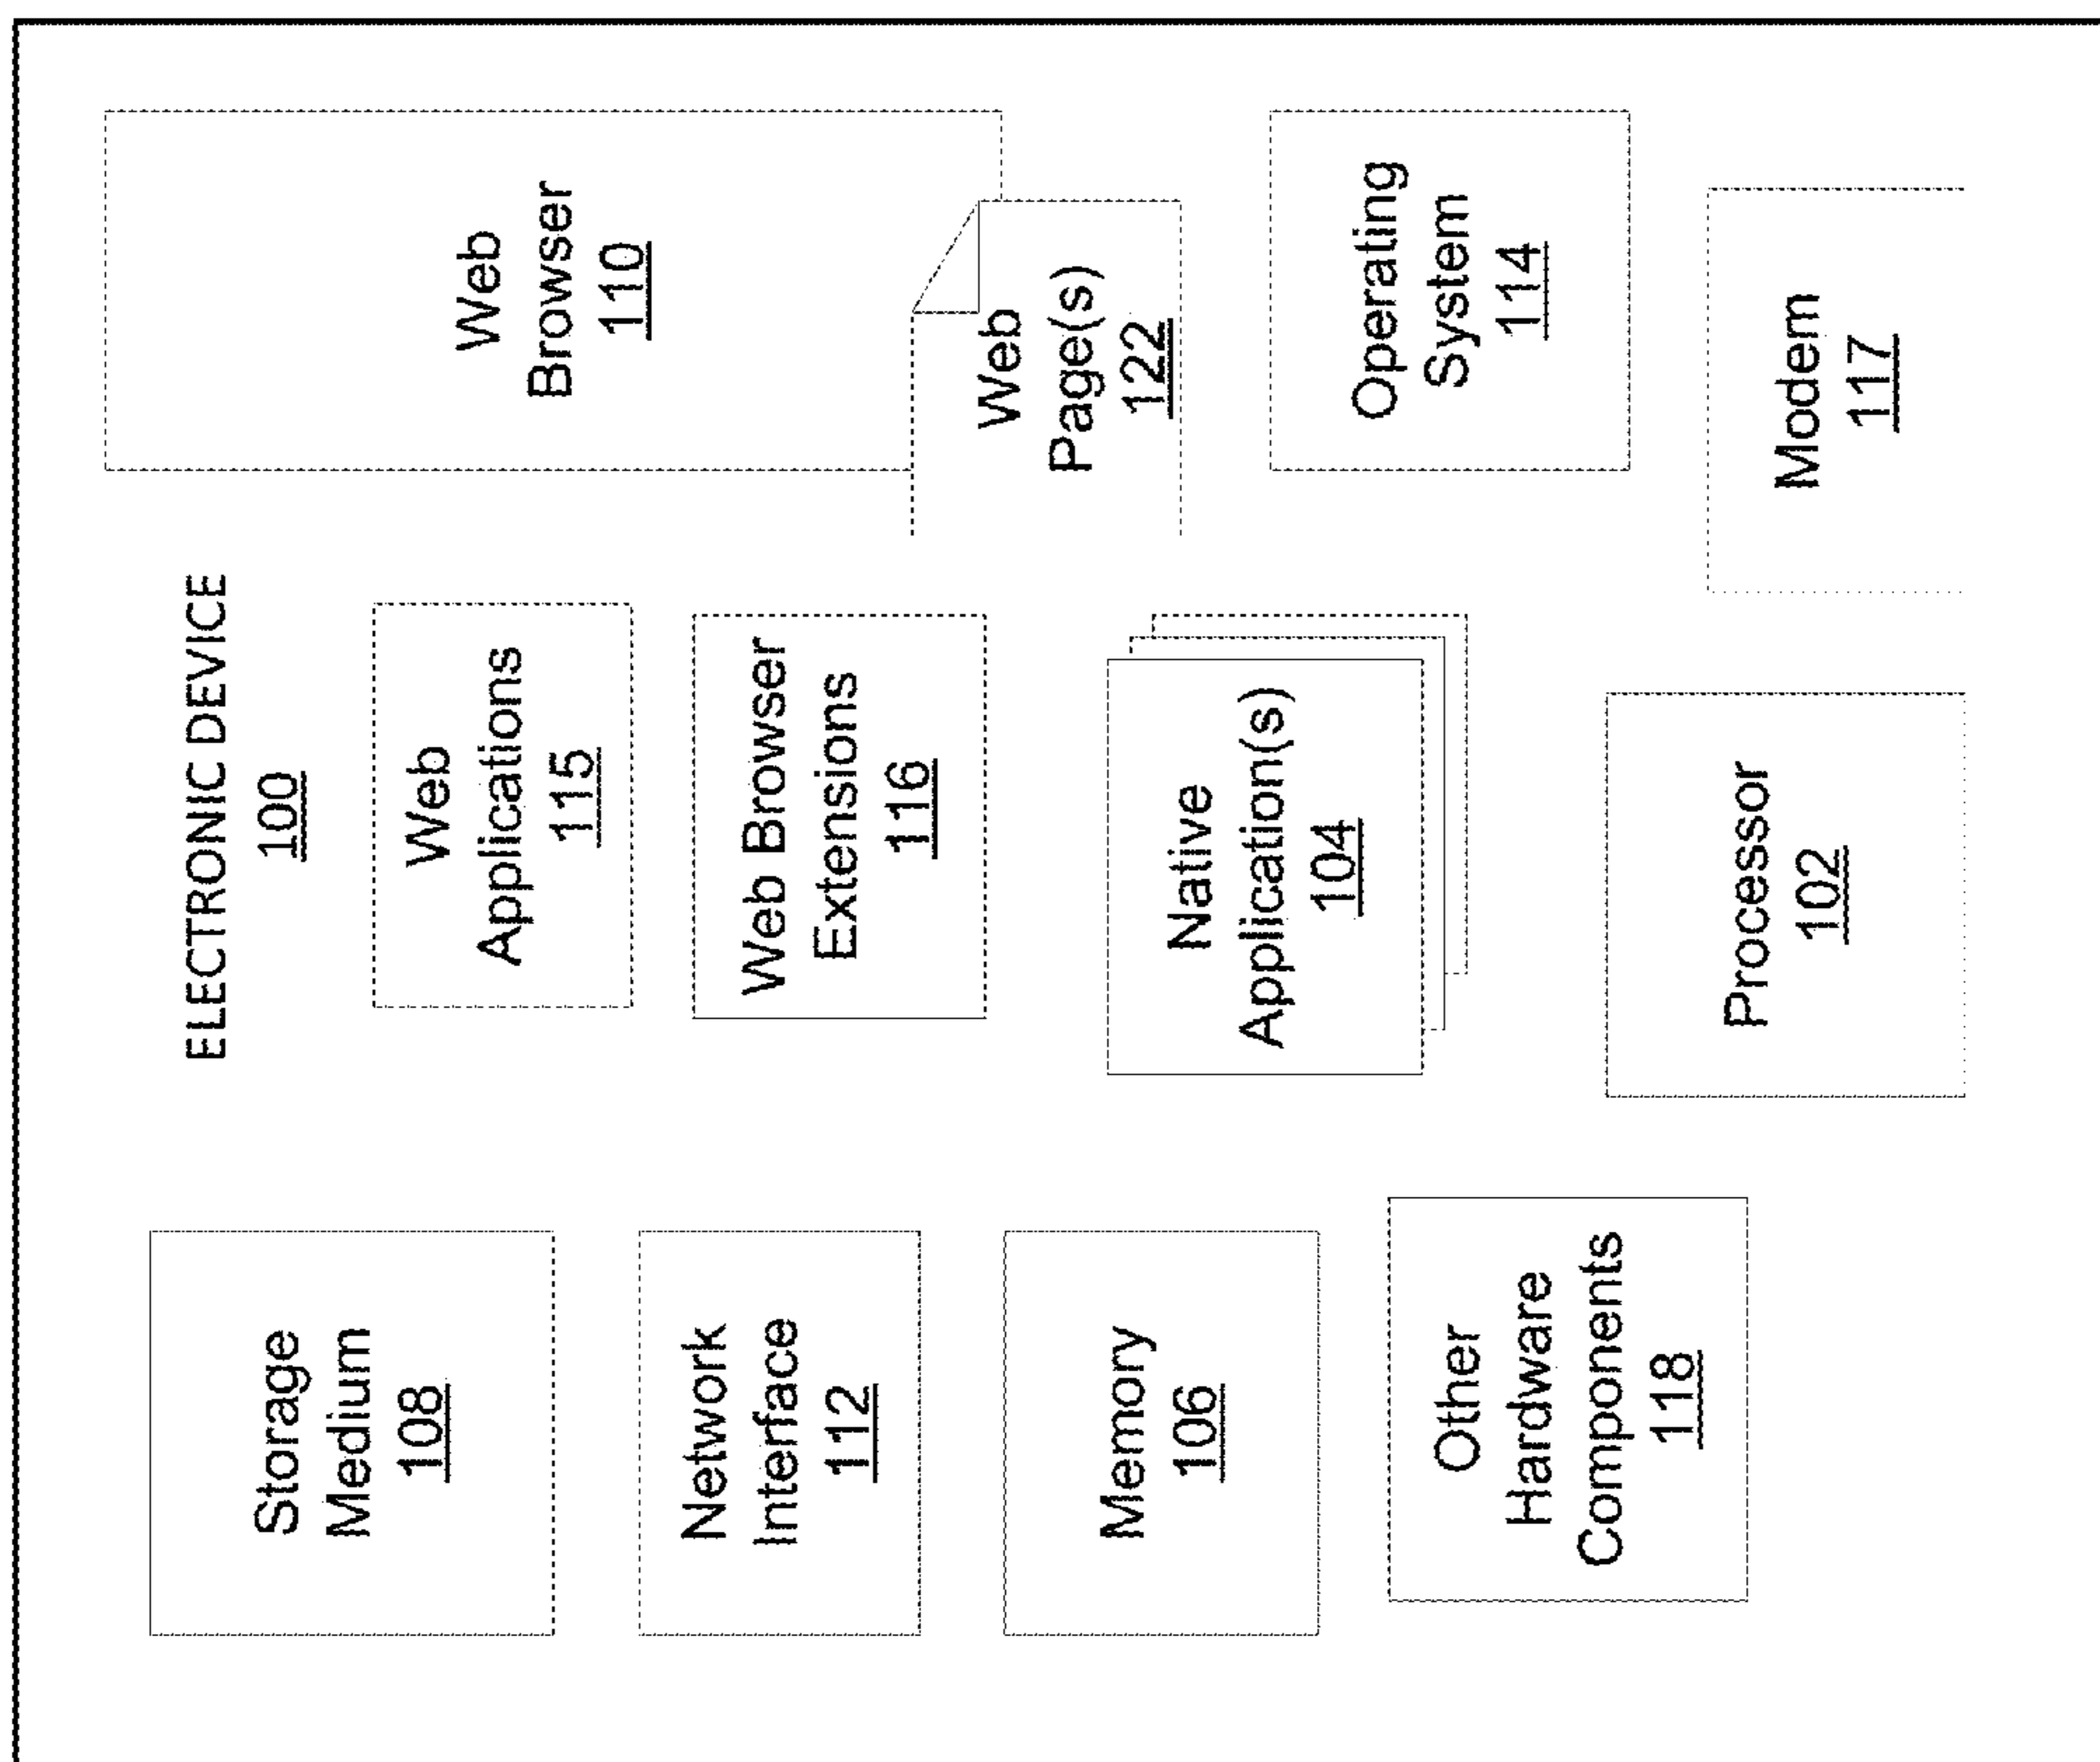 ELECTRONIC DEVICE
100
Storage
Medium
108
Web
Applications
115
Web
Browser
110
Network
Interface
112
Web Browser
Extensions
116
Web
Page(s)
122
Memory
106
Native
Application(s)
104
Operating
System
114
Other
Hardware
Components
118
Processor
102
Modem
117